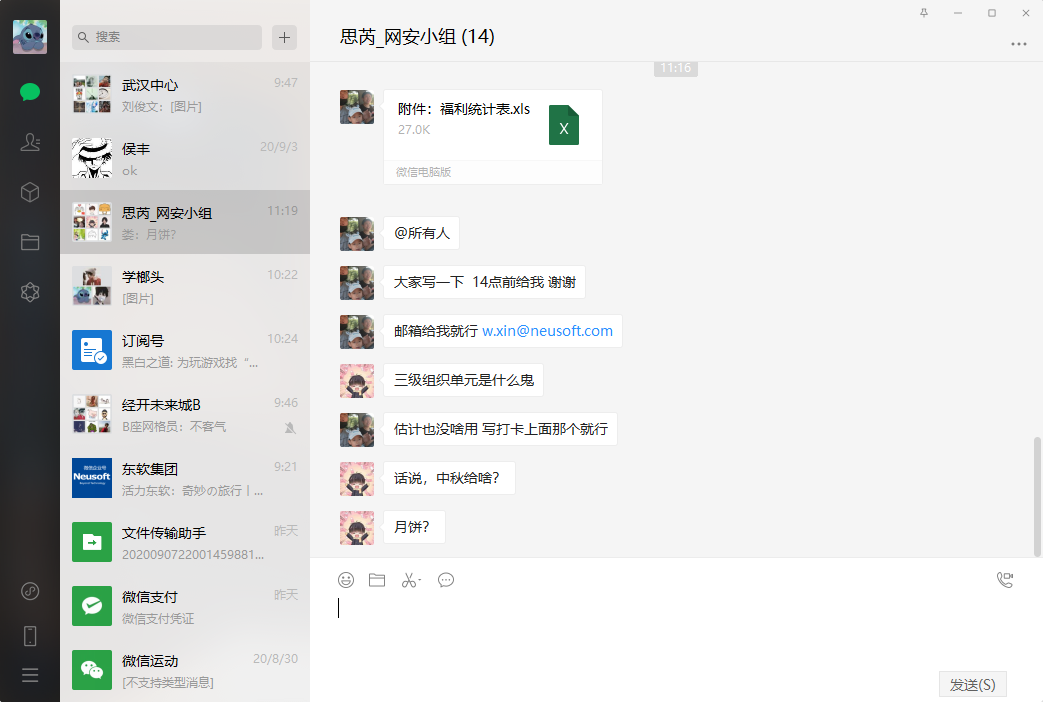 搜索
武汉中心
9:47
刘俊文：[图片]
侯丰
20/9/3
ok
思芮_网安小组
11:19
娄：月饼？
学榔头
10:22
[图片]
订阅号
10:24
黑白之道: 为玩游戏找“...
经开未来城B
9:46
B座网格员：不客气
微信企业号
Neusoft
Beyond Technology
东软集团
9:21
活力东软：奇妙の旅行丨...
文件传输助手
昨天
2020090722001459881...
微信支付
昨天
微信支付凭证
微信运动
20/8/30
[不支持类型消息]
思芮_网安小组 (14)
11:16
附件：福利统计表.xls
27.0K
X
微信电脑版
@所有人
大家写一下 14点前给我 谢谢
邮箱给我就行 w.xin@neusoft.com
三级组织单元是什么鬼
估计也没啥用 写打卡上面那个就行
话说，中秋给啥？
月饼？
发送(S)